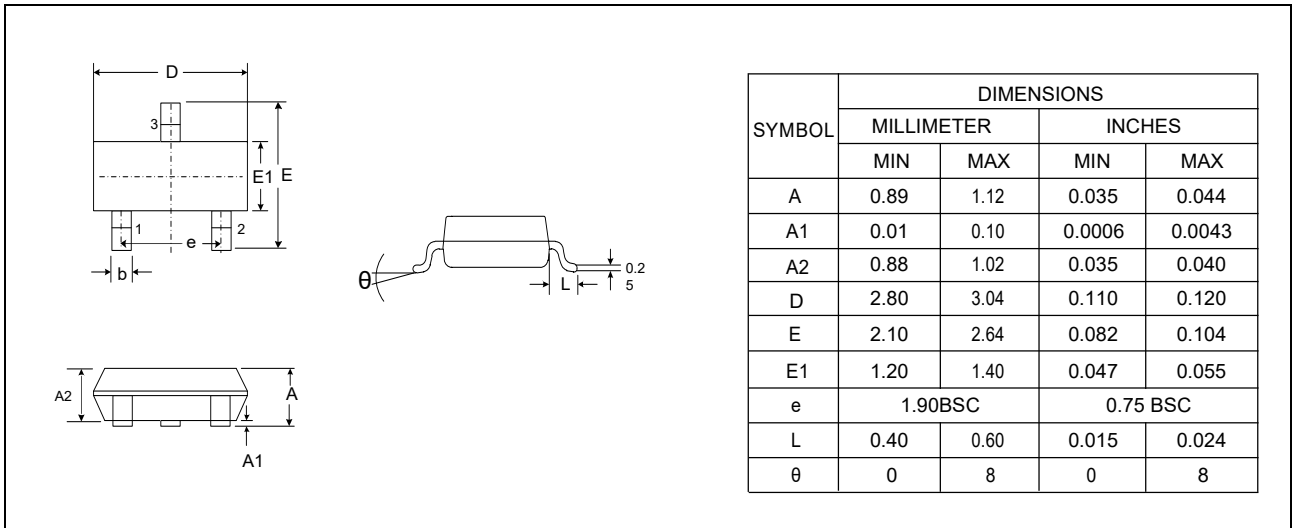 D
3
E1 E
1
e
2
b
θ
L
0.2
5
A2
A
A1
SYMBOL
DIMENSIONS
MILLIMETER INCHES
MIN MAX MIN MAX
A 0.89 1.12 0.035 0.044
A1 0.01 0.10 0.0006 0.0043
A2 0.88 1.02 0.035 0.040
D 2.80 3.04 0.110 0.120
E 2.10 2.64 0.082 0.104
E1 1.20 1.40 0.047 0.055
e 1.90BSC 0.75 BSC
L 0.40 0.60 0.015 0.024
θ 0 8 0 8